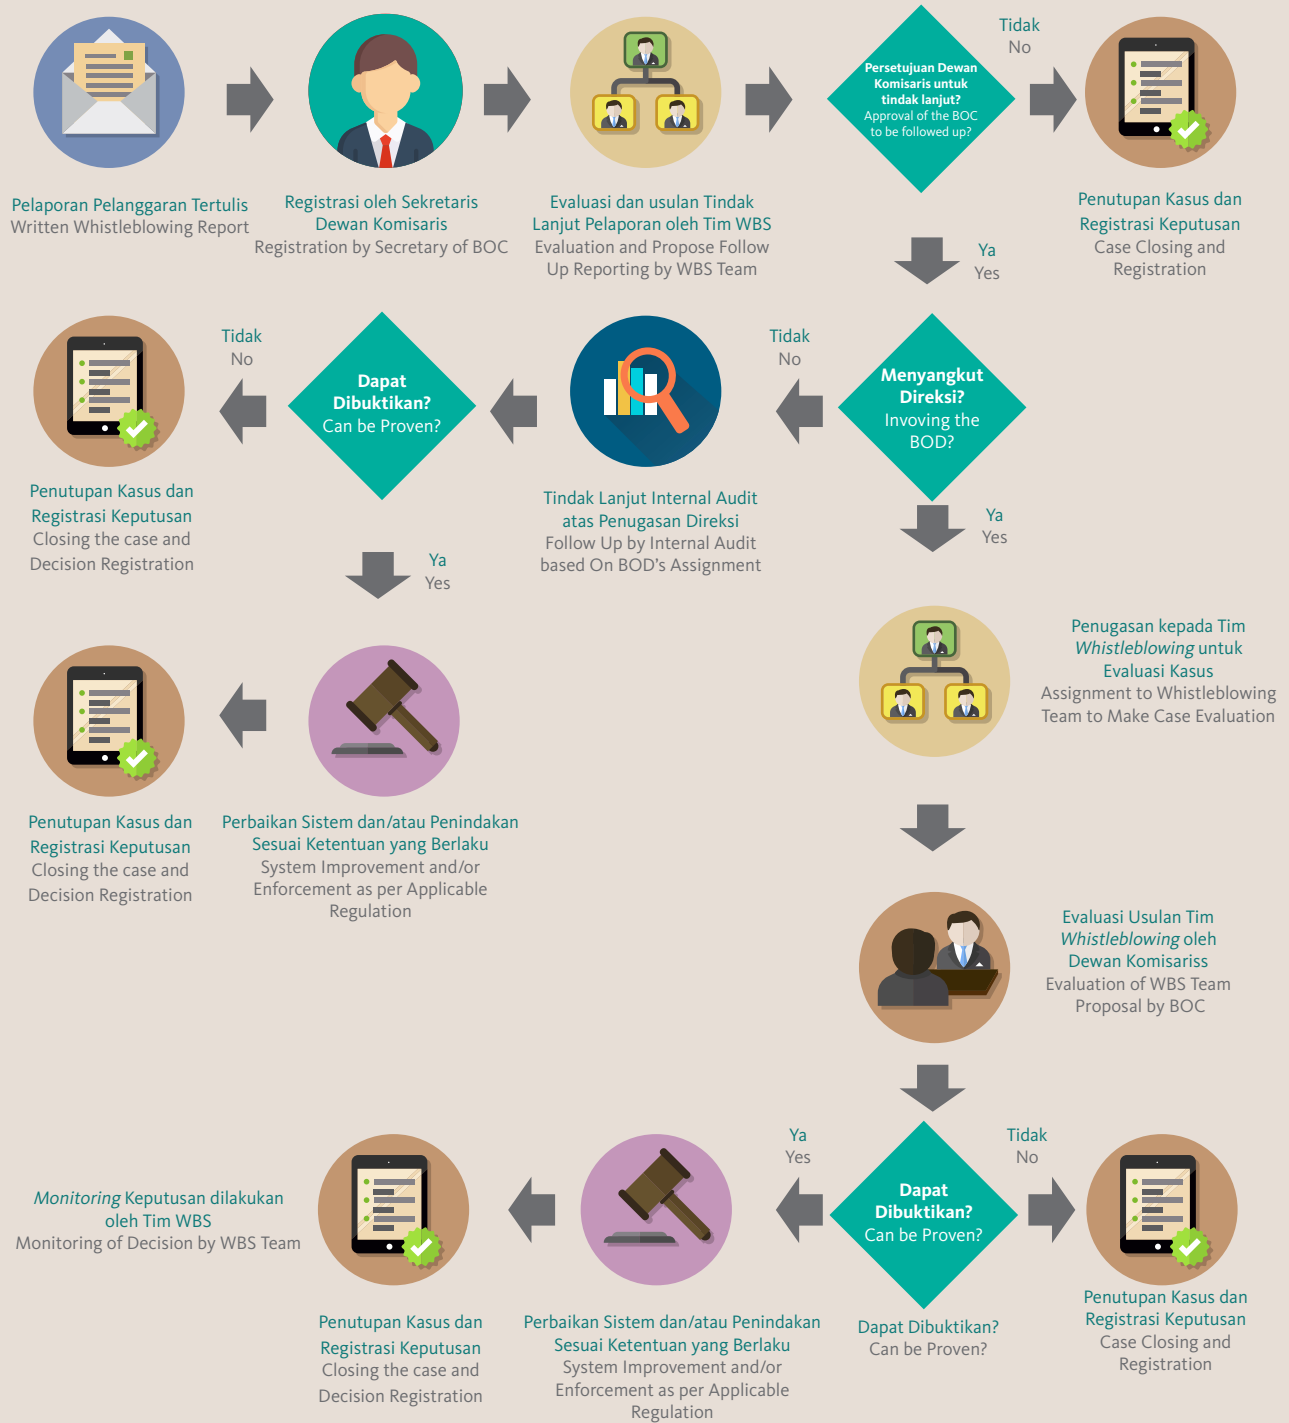 Pelaporan Pelanggaran Tertulis
Written Whistleblowing Report
Registrasi oleh Sekretaris
Dewan Komisaris
Registration by Secretary of BOC
Evaluasi dan usulan Tindak
Lanjut Pelaporan oleh Tim WBS
Evaluation and Propose Follow
Up Reporting by WBS Team
Persetujuan Dewan
Komisaris untuk
tindak lanjut?
Approval of the BOC
to be followed up?
Tidak
No
Penutupan Kasus dan
Registrasi Keputusan
Case Closing and
Registration
Ya
Yes
Menyangkut
Direksi?
Invoving the
BOD?
Tidak
No
Tindak Lanjut Internal Audit
atas Penugasan Direksi
Follow Up by Internal Audit
based On BOD's Assignment
Dapat
Dibuktikan?
Can be Proven?
Tidak
No
Penutupan Kasus dan
Registrasi Keputusan
Closing the case and
Decision Registration
Ya
Yes
Perbaikan Sistem dan/atau Penindakan
Sesuai Ketentuan yang Berlaku
System Improvement and/or
Enforcement as per Applicable
Regulation
Penutupan Kasus dan
Registrasi Keputusan
Closing the case and
Decision Registration
Ya
Yes
Penugasan kepada Tim
Whistleblowing untuk
Evaluasi Kasus
Assignment to Whistleblowing
Team to Make Case Evaluation
Evaluasi Usulan Tim
Whistleblowing oleh
Dewan Komisariss
Evaluation of WBS Team
Proposal by BOC
Dapat
Dibuktikan?
Can be Proven?
Dapat Dibuktikan?
Can be Proven?
Tidak
No
Penutupan Kasus dan
Registrasi Keputusan
Case Closing and
Registration
Ya
Yes
Perbaikan Sistem dan/atau Penindakan
Sesuai Ketentuan yang Berlaku
System Improvement and/or
Enforcement as per Applicable
Regulation
Penutupan Kasus dan
Registrasi Keputusan
Closing the case and
Decision Registration
Monitoring Keputusan dilakukan
oleh Tim WBS
Monitoring of Decision by WBS Team